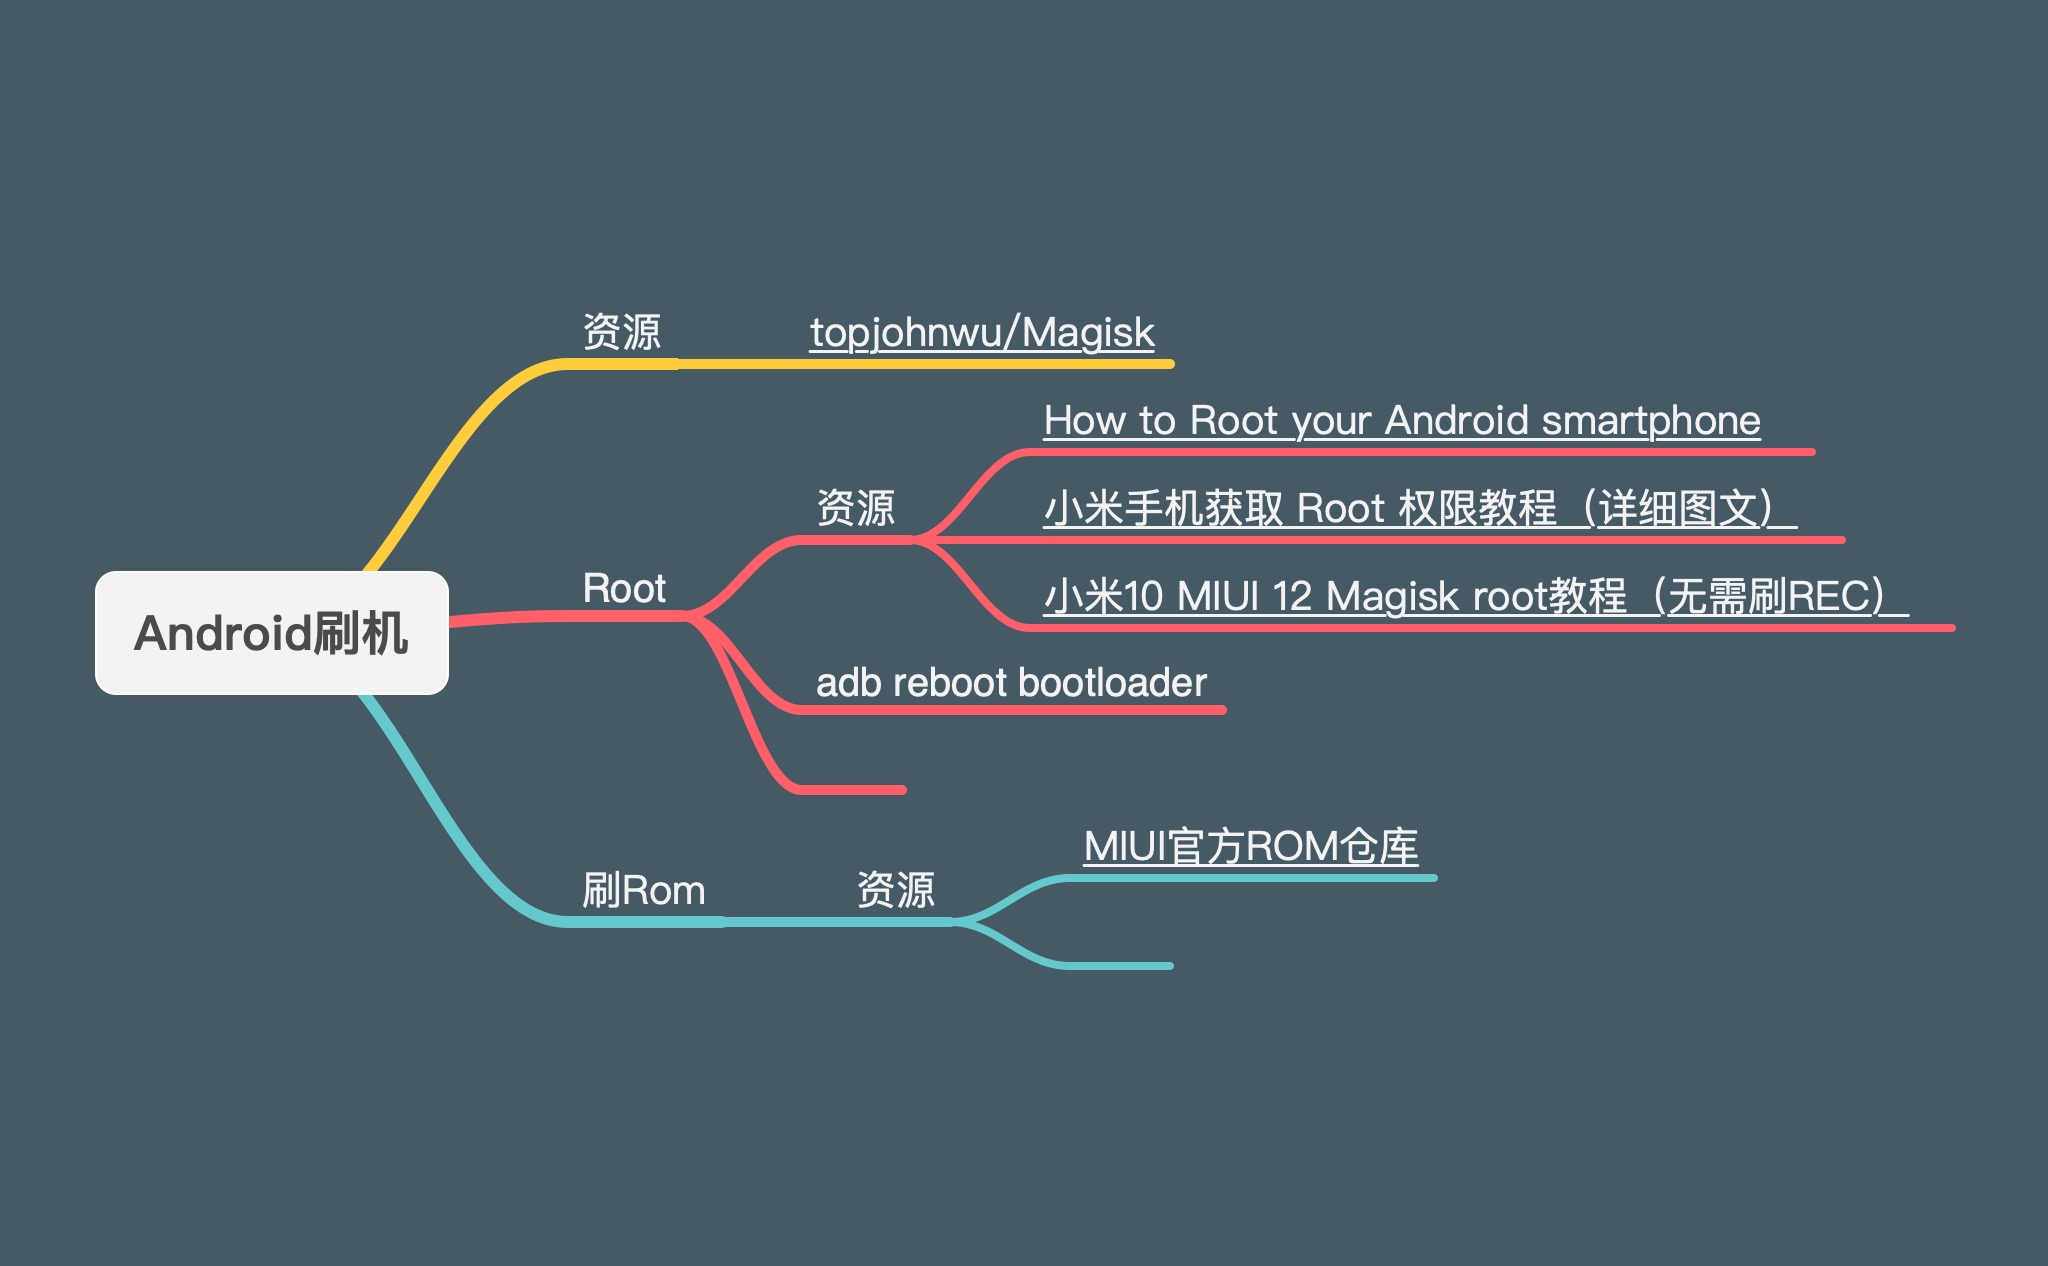 资源
topjohnwu/Magisk
How to Root your Android smartphone
资源
小米手机获取 Root 权限教程（详细图文）
Root
小米10 MIUI 12 Magisk root教程（无需刷REC）
Android刷机
adb reboot bootloader
MIUI官方ROM仓库
刷Rom
资源